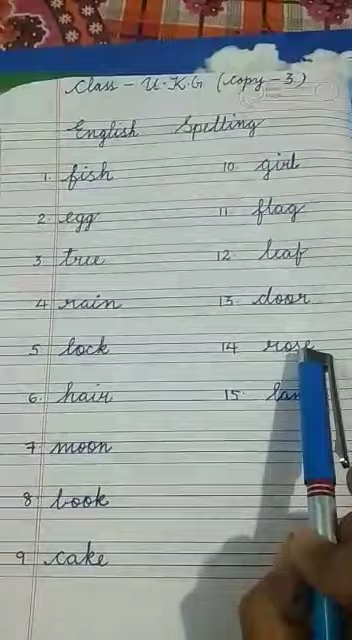 Class - U.K.G (Copy - 3)
English Spelling
1. fish
2. egg
3. tree
4. rain
5 lock
6. hair
7 moon
8. book
9 cake
10. girl
11. flag
12 leaf
13. door
14 rose
15.